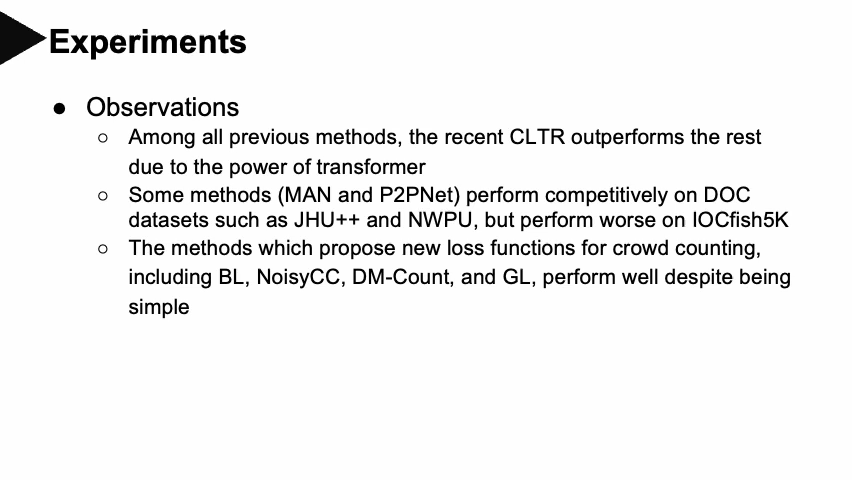 Experiments
● Observations
○ Among all previous methods, the recent CLTR outperforms the rest
due to the power of transformer
○ Some methods (MAN and P2PNet) perform competitively on DOC
datasets such as JHU++ and NWPU, but perform worse on IOCfish5K
○ The methods which propose new loss functions for crowd counting,
including BL, NoisyCC, DM-Count, and GL, perform well despite being
simple